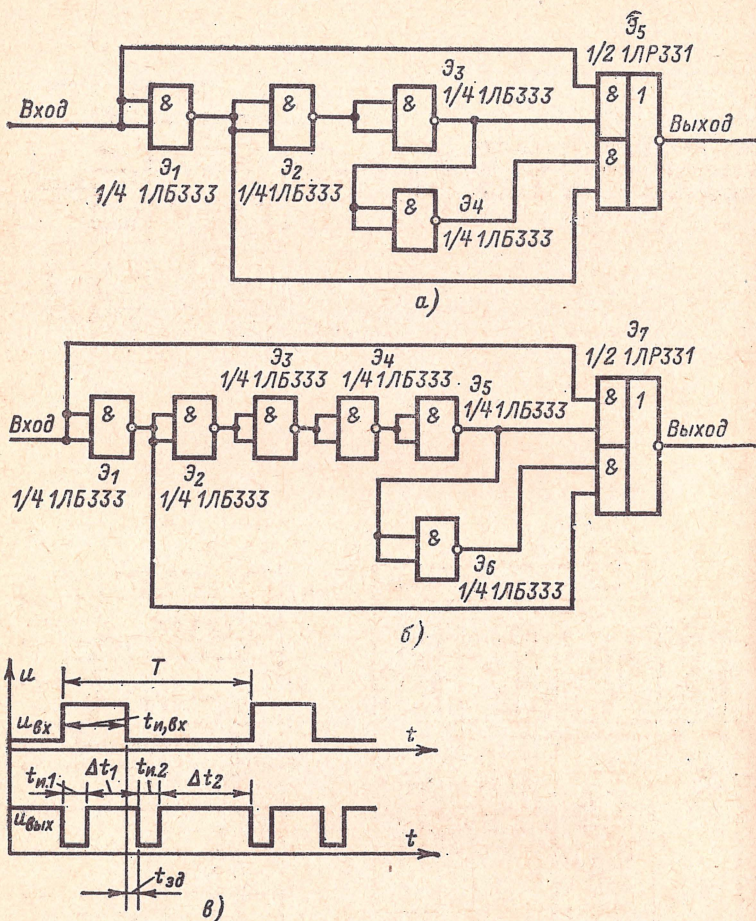 Э5
1/2 1ЛР331
Э3
1/4 1ЛБ333
Вход
&
&
&
&
1
Выход
&
Э1
1/4 1ЛБ333
Э2
1/4 1ЛБ333
&
Э4
1/4 1ЛБ333
а)
Э7
1/2 1ЛР331
Э3
1/4 1ЛБ333
Э4
1/4 1ЛБ333
Э5
1/4 1ЛБ333
Вход
&
&
&
&
&
&
1
Выход
&
Э1
1/4 1ЛБ333
Э2
1/4 1ЛБ333
&
Э6
1/4 1ЛБ333
б)
u
T
uвх
tи,вх
t
tи.1
Δt1
tи.2
Δt2
uвых
t
tзд
в)